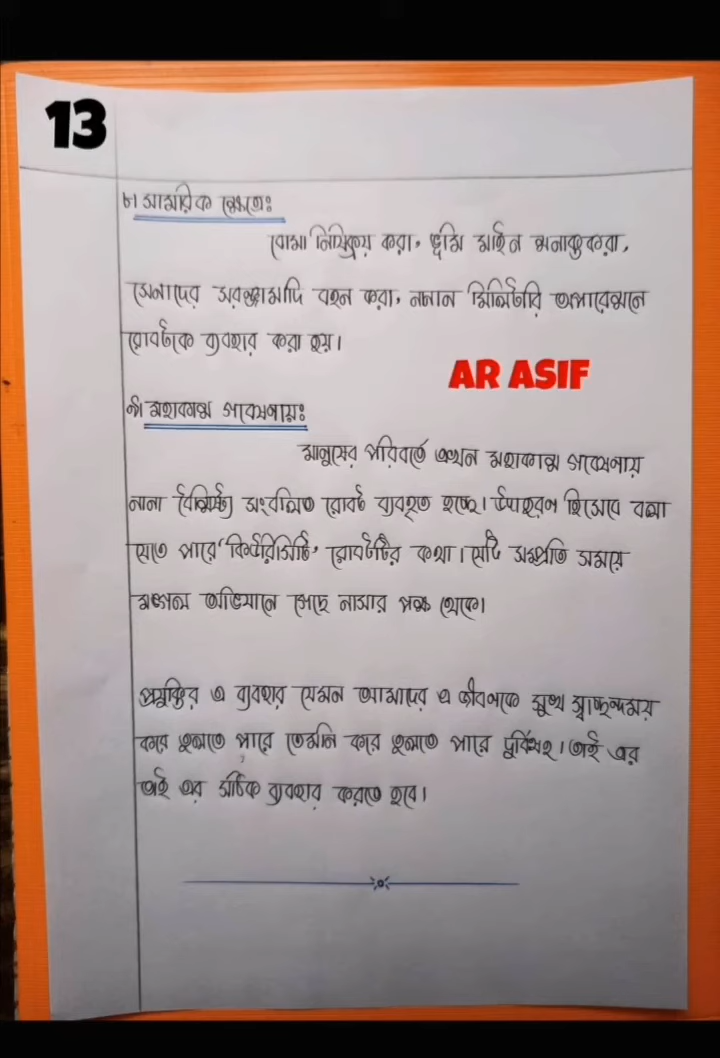 13
৮। সামরিক ক্ষেত্রেঃ
বোমা নিষ্ক্রিয় করা, ভূমি মাইন শনাক্তকরা,
সেনাদের সরঞ্জামাদি বহন করা, নানান মিলিটারি অপারেশনে
রোবটকে ব্যবহার করা হয়।
AR ASIF
৯। মহাকাশ গবেষণায়ঃ
মানুষের পরিবর্তে এখন মহাকাশ গবেষণায়
নানা বৈশিষ্ট্য সংবলিত রোবট ব্যবহৃত হচ্ছে। উদাহরণ হিসেবে বলা
যেতে পারে 'কিউরিসিটি' রোবটটির কথা। সেটি সম্প্রতি সময়ে
মঙ্গল অভিযানে গেছে নাসার পক্ষ থেকে।
প্রযুক্তির এ ব্যবহার যেমন আমাদের এ জীবনকে সুখ স্বাচ্ছন্দময়
করে তুলতে পারে তেমনি করে তুলতে পারে দুর্বিষহ। তাই এর
তাই এর সঠিক ব্যবহার করতে হবে।